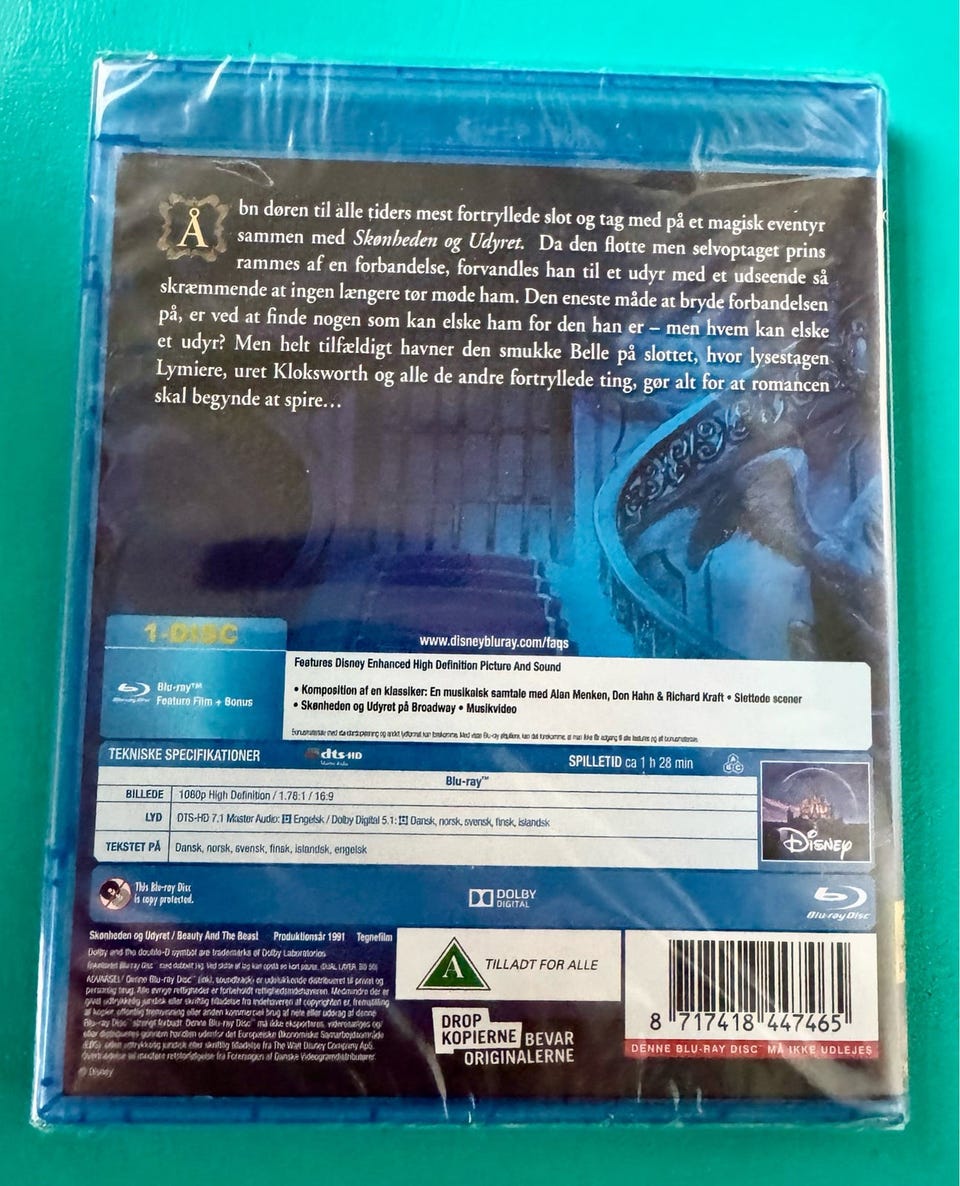 Åbn døren til alle tiders mest fortryllede slot og tag med på et magisk eventyr
sammen med Skønheden og Udyret. Da den flotte men selvoptaget prins
rammes af en forbandelse, forvandles han til et udyr med et udseende så
skræmmende at ingen længere tør møde ham. Den eneste måde at bryde forbandelsen
på, er ved at finde nogen som kan elske ham for den han er – men hvem kan elske
et udyr? Men helt tilfældigt havner den smukke Belle på slottet, hvor lysestagen
Lymiere, uret Kloksworth og alle de andre fortryllede ting, gør alt for at romancen
skal begynde at spire…
1-DISC
www.disneybluray.com/faqs
Features Disney Enhanced High Definition Picture And Sound
Blu-ray™
Feature Film + Bonus
• Komposition af en klassiker: En musikalsk samtale med Alan Menken, Don Hahn & Richard Kraft • Slettede scener
• Skønheden og Udyret på Broadway • Musikvideo
TEKNISKE SPECIFIKATIONER
dts-HD
Master Audio
SPILLETID ca 1 h 28 min
ABC
Blu-ray™
BILLEDE 1080p High Definition / 1.78:1 / 16:9
LYD DTS-HD 7.1 Master Audio: Engelsk / Dolby Digital 5.1: Dansk, norsk, svensk, finsk, islandsk
TEKSTET PÅ Dansk, norsk, svensk, finsk, islandsk, engelsk
Disney
This Blu-ray Disc
is copy protected.
DOLBY
DIGITAL
Blu-ray Disc
Skønheden og Udyret / Beauty And The Beast Produktionsår 1991 Tegnefilm
Dolby and the double-D symbol are trademarks of Dolby Laboratories
A TILLADT FOR ALLE
DROP
KOPIERNE BEVAR
ORIGINALERNE
8 717418 447465
DENNE BLU-RAY DISC™ MÅ IKKE UDLEJES
© Disney